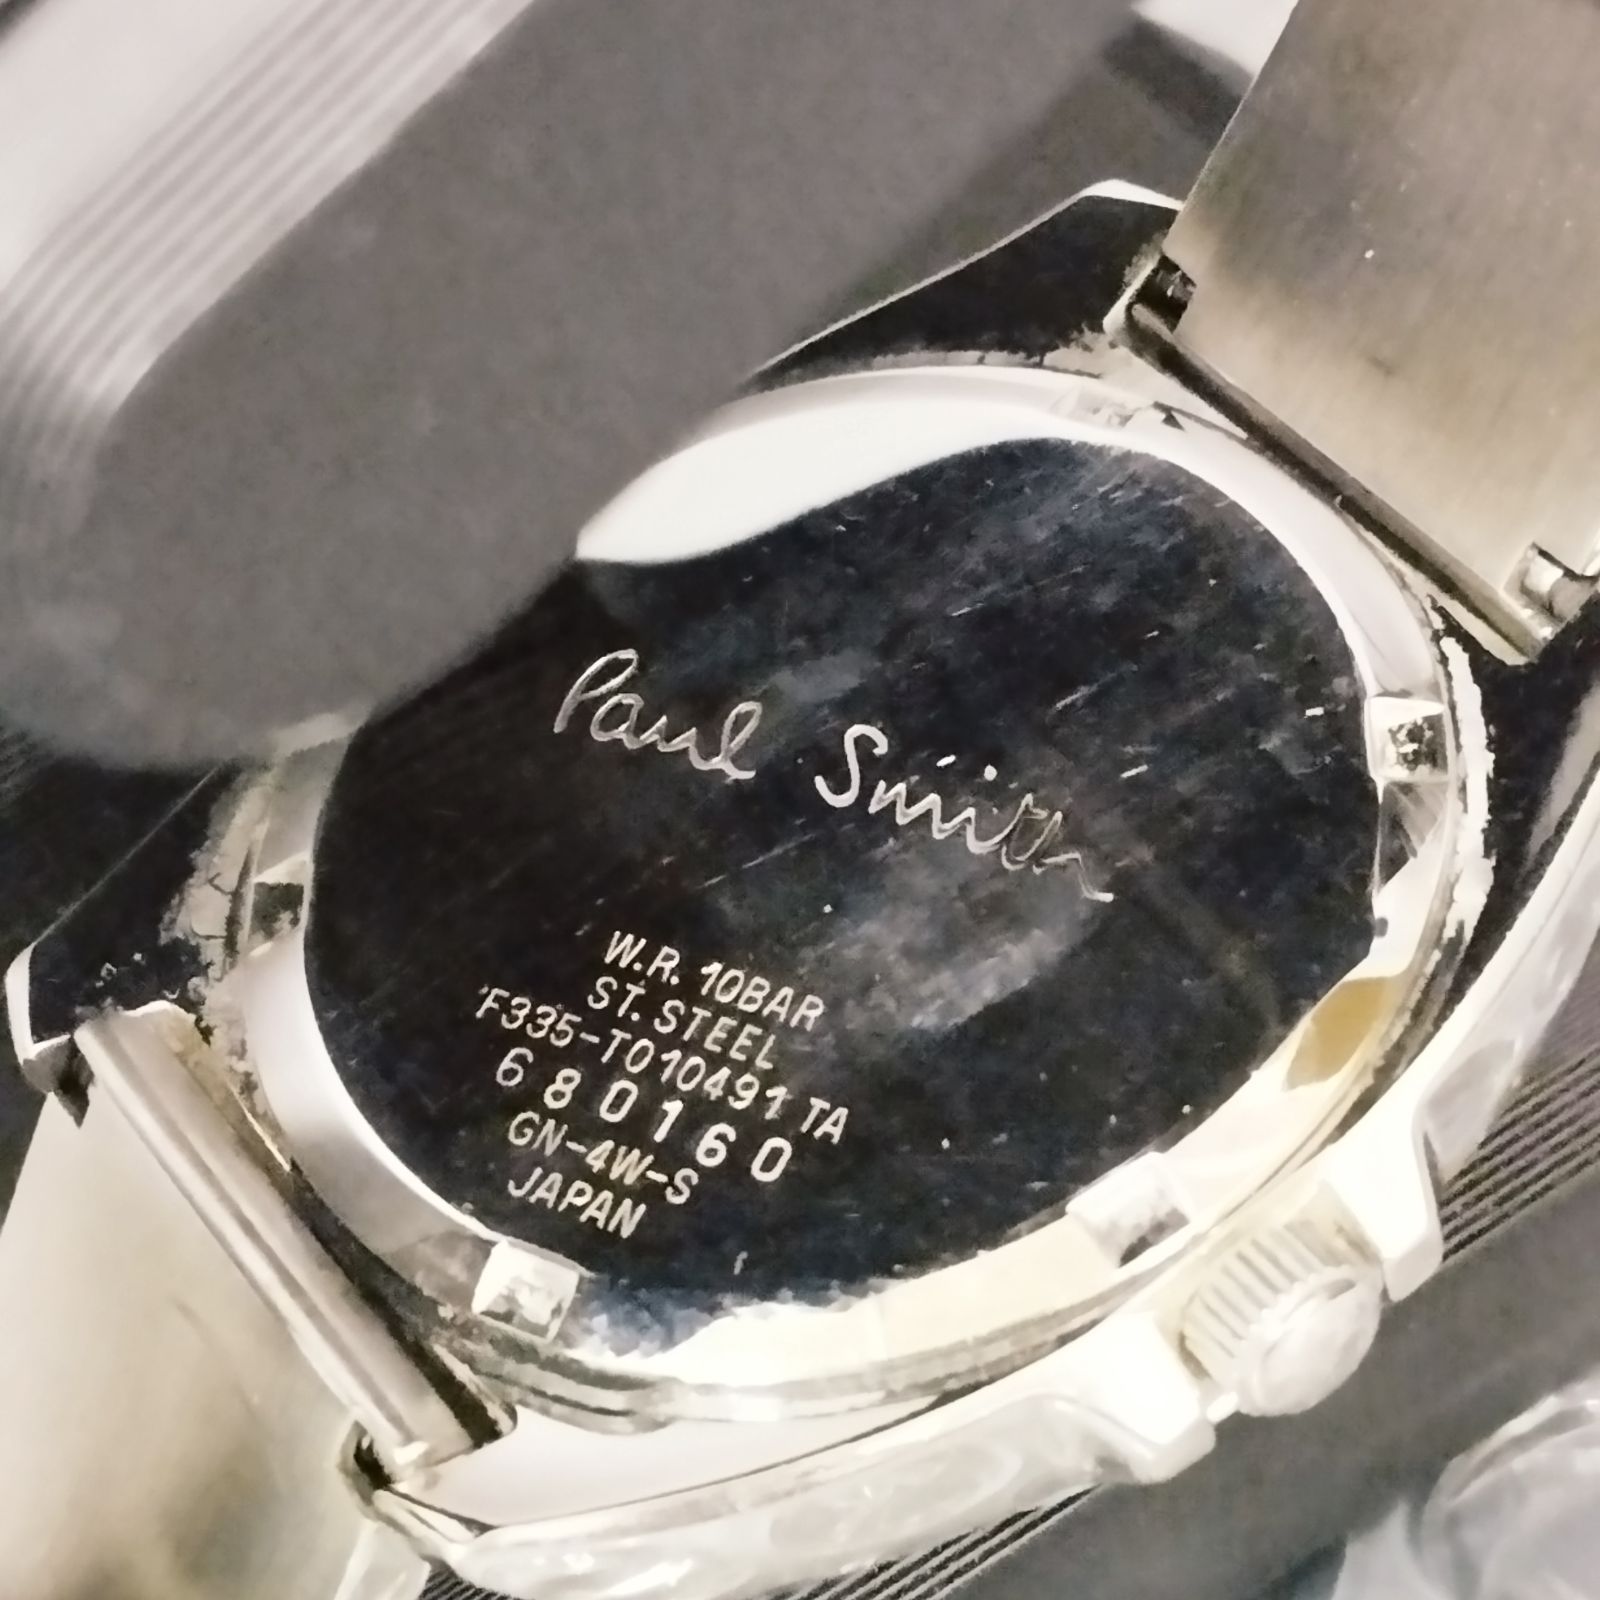 Paul Smith
W.R. 10BAR
ST. STEEL
F335-T010491 TA
680160
GN-4W-S
JAPAN